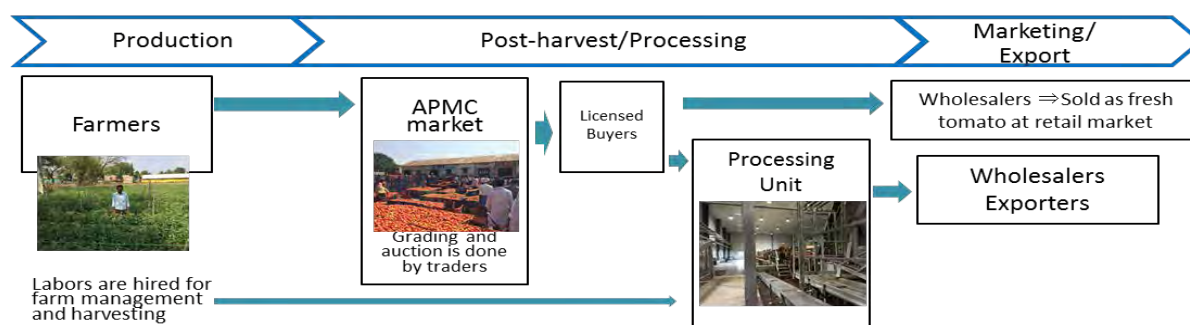 Production
Post-harvest/Processing
Marketing/
Export
Farmers
APMC
market
Grading and
auction is done
by traders
Licensed
Buyers
Processing
Unit
Wholesalers ⇒Sold as fresh
tomato at retail market
Wholesalers
Exporters
Labors are hired for
farm management
and harvesting